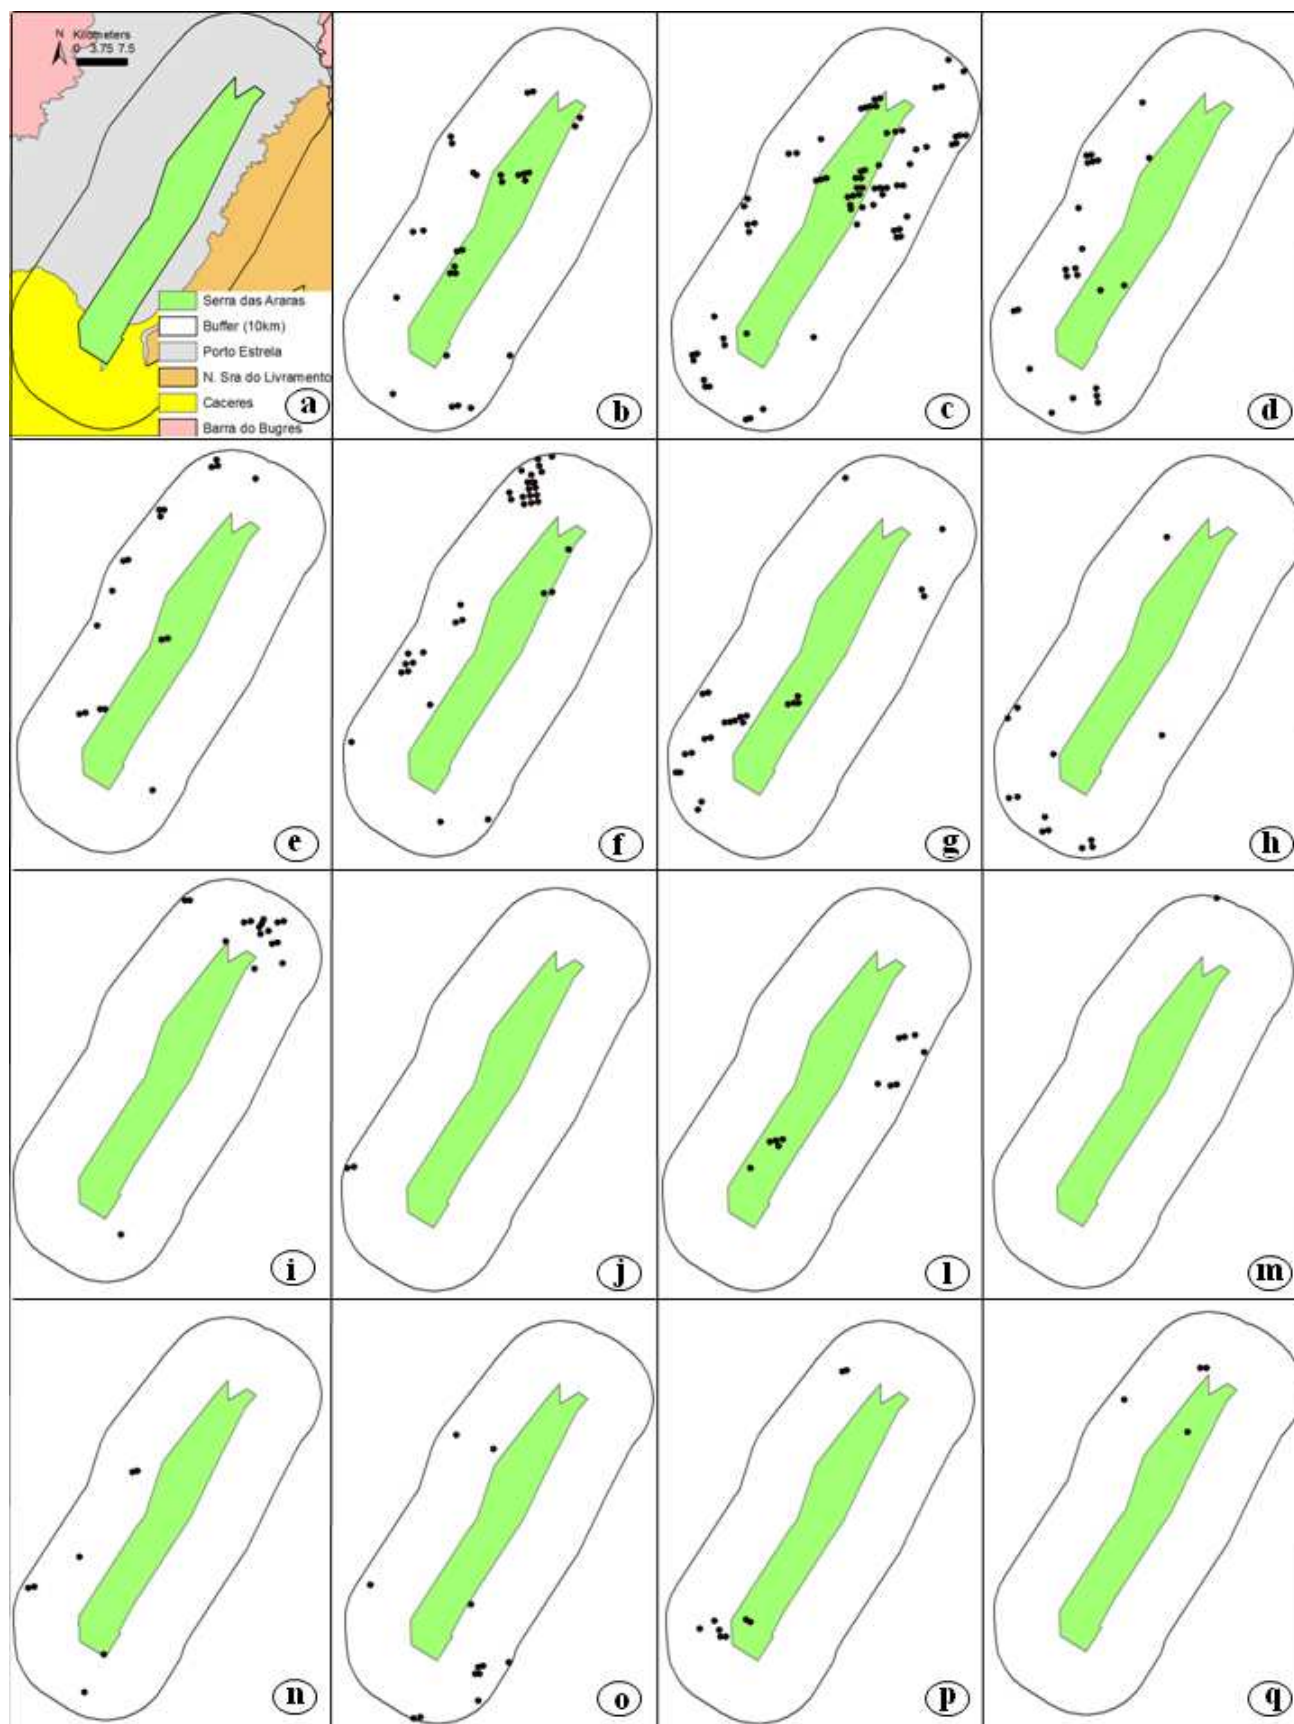 N Kilometers
0 3.75 7.5
Serra das Araras
Buffer (10km)
Porto Estrela
N. Sra do Livramento
Caceres
Barra do Bugres
a
b
c
d
e
f
g
h
i
j
l
m
n
o
p
q